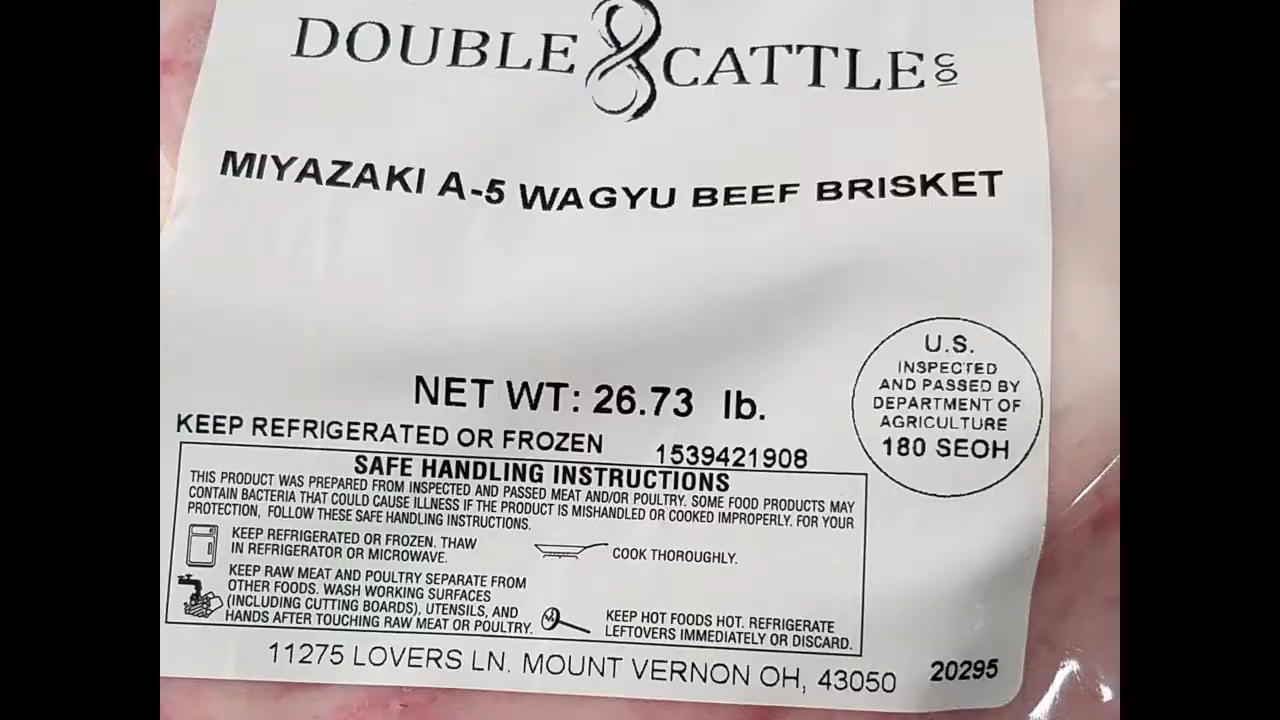 DOUBLE 8 CATTLE CO
MIYAZAKI A-5 WAGYU BEEF BRISKET
U.S.
INSPECTED
AND PASSED BY
DEPARTMENT OF
AGRICULTURE
180 SEOH
NET WT: 26.73 lb.
KEEP REFRIGERATED OR FROZEN 1539421908
SAFE HANDLING INSTRUCTIONS
THIS PRODUCT WAS PREPARED FROM INSPECTED AND PASSED MEAT AND/OR POULTRY. SOME FOOD PRODUCTS MAY
CONTAIN BACTERIA THAT COULD CAUSE ILLNESS IF THE PRODUCT IS MISHANDLED OR COOKED IMPROPERLY. FOR YOUR
PROTECTION, FOLLOW THESE SAFE HANDLING INSTRUCTIONS.
KEEP REFRIGERATED OR FROZEN. THAW
IN REFRIGERATOR OR MICROWAVE.
COOK THOROUGHLY.
KEEP RAW MEAT AND POULTRY SEPARATE FROM
OTHER FOODS. WASH WORKING SURFACES
(INCLUDING CUTTING BOARDS), UTENSILS, AND
HANDS AFTER TOUCHING RAW MEAT OR POULTRY.
KEEP HOT FOODS HOT. REFRIGERATE
LEFTOVERS IMMEDIATELY OR DISCARD.
11275 LOVERS LN. MOUNT VERNON OH, 43050 20295